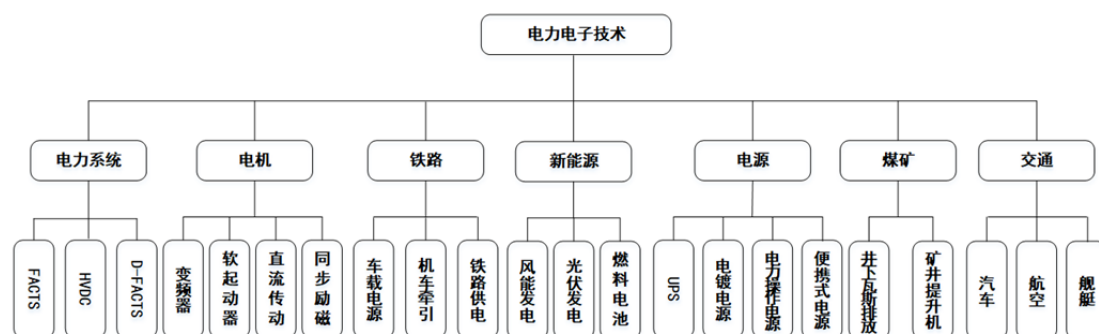 电力电子技术
电力系统
电机
铁路
新能源
电源
煤矿
交通
FACTS
HVDC
D-FACTS
变频器
软起动器
直流传动
同步励磁
车载电源
机车牵引
铁路供电
风能发电
光伏发电
燃料电池
UPS
电镀电源
电力操作电源
便携式电源
井下瓦斯排放
矿井提升机
汽车
航空
舰艇